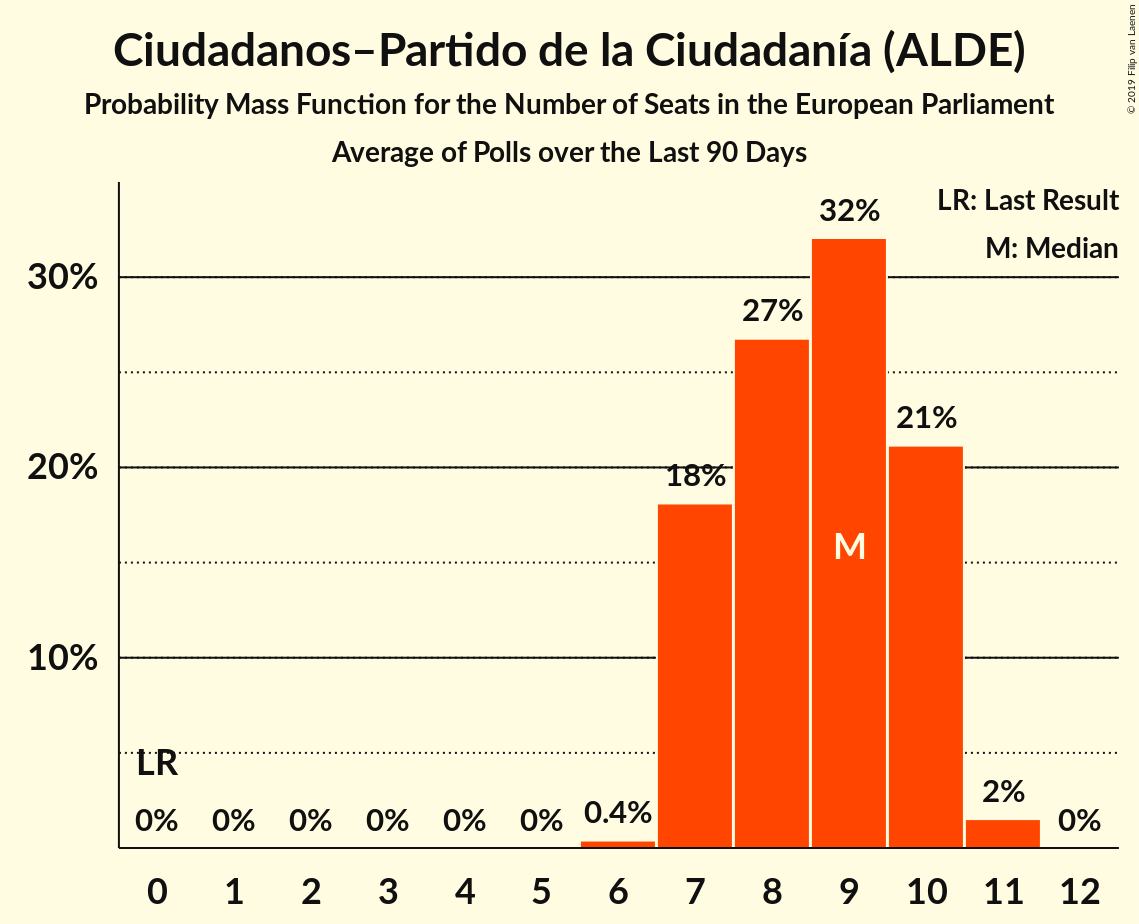 Ciudadanos–Partido de la Ciudadanía (ALDE)
Probability Mass Function for the Number of Seats in the European Parliament
Average of Polls over the Last 90 Days
© 2019 Filip van Laenen
LR: Last Result
M: Median
32%
30%
27%
21%
20%
18%
M
10%
LR
0% 0% 0% 0% 0% 0% 0.4% 2% 0%
0 1 2 3 4 5 6 7 8 9 10 11 12